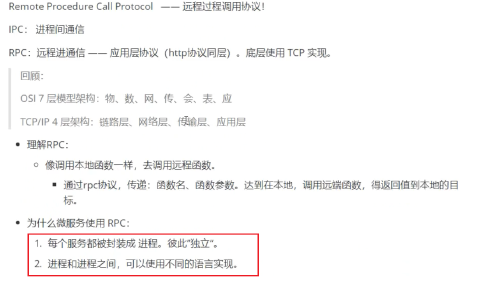 Remote Procedure Call Protocol —— 远程过程调用协议！
IPC： 进程间通信
RPC：远程进通信 —— 应用层协议（http协议同层）。底层使用 TCP 实现。
回顾：
OSI 7 层模型架构：物、数、网、传、会、表、应
TCP/IP 4 层架构：链路层、网络层、传输层、应用层
理解RPC：
像调用本地函数一样，去调用远程函数。
通过rpc协议，传递：函数名、函数参数。达到在本地，调用远端函数，得返回值到本地的目
标。
为什么微服务使用 RPC：
1. 每个服务都被封装成 进程。彼此“独立”。
2. 进程和进程之间，可以使用不同的语言实现。